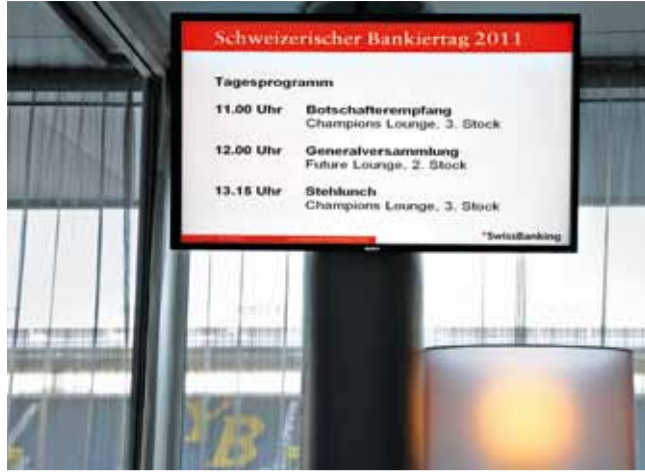 Schweizerischer Bankiertag 2011
Tagesprogramm
11.00 Uhr Botschafterempfang
Champions Lounge, 3. Stock
12.00 Uhr Generalversammlung
Future Lounge, 2. Stock
13.15 Uhr Stehlunch
Champions Lounge, 3. Stock
*SwissBanking
YB